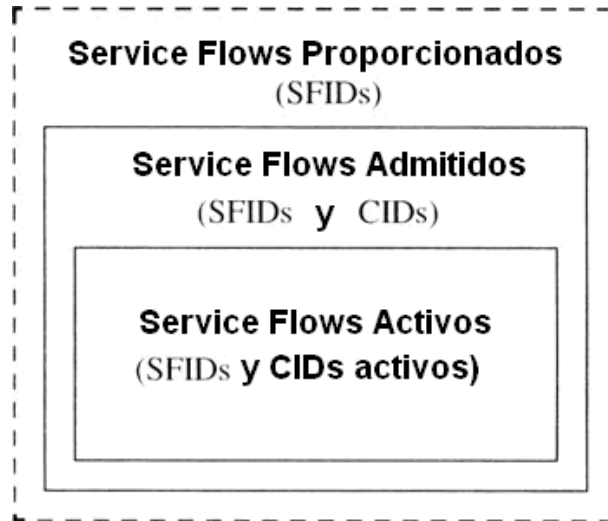 Service Flows Proporcionados
(SFIDs)
Service Flows Admitidos
(SFIDs y CIDs)
Service Flows Activos
(SFIDs y CIDs activos)